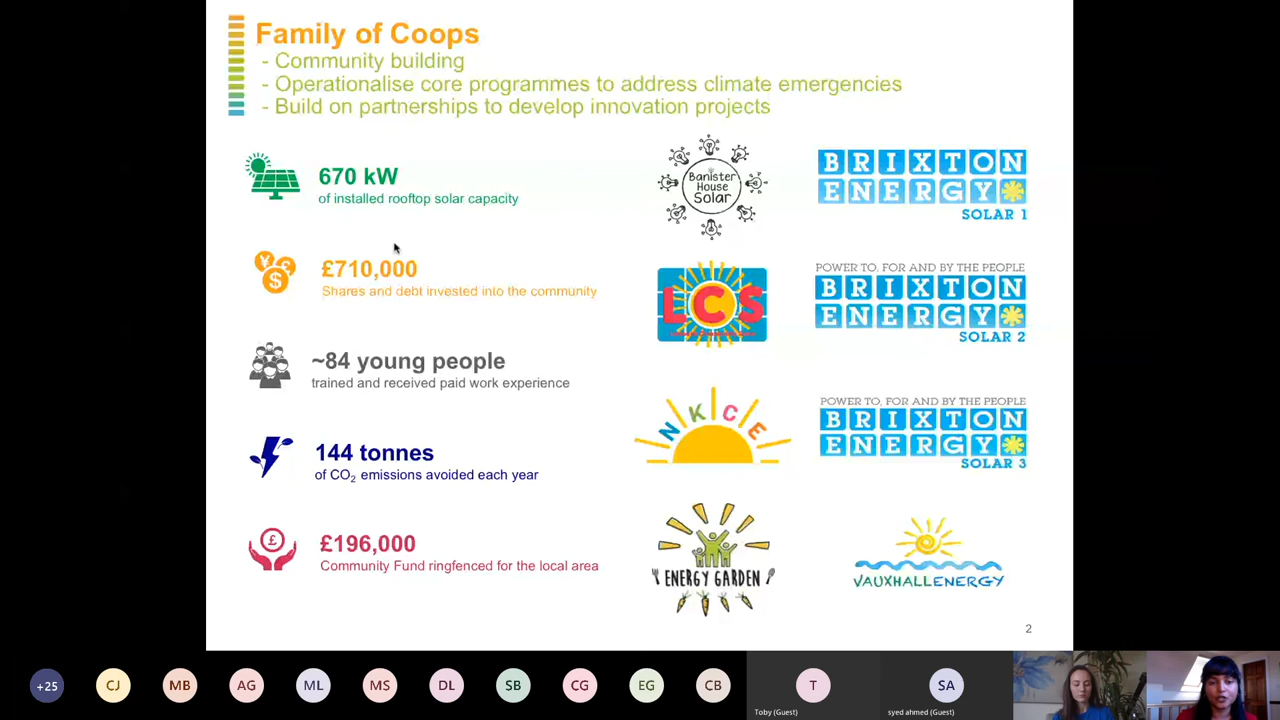 Family of Coops
- Community building
- Operationalise core programmes to address climate emergencies
- Build on partnerships to develop innovation projects
670 kW
of installed rooftop solar capacity
£710,000
Shares and debt invested into the community
~84 young people
trained and received paid work experience
144 tonnes
of CO₂ emissions avoided each year
£196,000
Community Fund ringfenced for the local area
Banister
House
Solar
BRIXTON
ENERGY
SOLAR 1
LCS
POWER TO, FOR AND BY THE PEOPLE
BRIXTON
ENERGY
SOLAR 2
NKCE
POWER TO, FOR AND BY THE PEOPLE
BRIXTON
ENERGY
SOLAR 3
ENERGY GARDEN
VAUXHALLENERGY
2
+25
CJ
MB
AG
ML
MS
DL
SB
CG
EG
CB
T
Toby (Guest)
SA
syed ahmed (Guest)